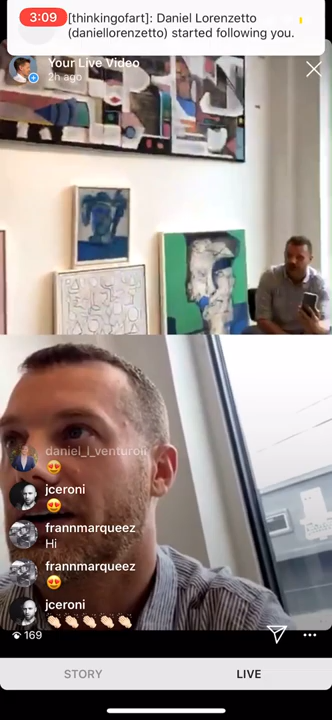 3:09
[thinkingofart]: Daniel Lorenzetto
(daniellorenzetto) started following you.
Your Live Video
2h ago
daniel_l_venturoli
😍
jceroni
😍
frannmarqueez
Hi
frannmarqueez
😍
jceroni
👏🏻👏🏻👏🏻👏🏻👏🏻
169
STORY
LIVE